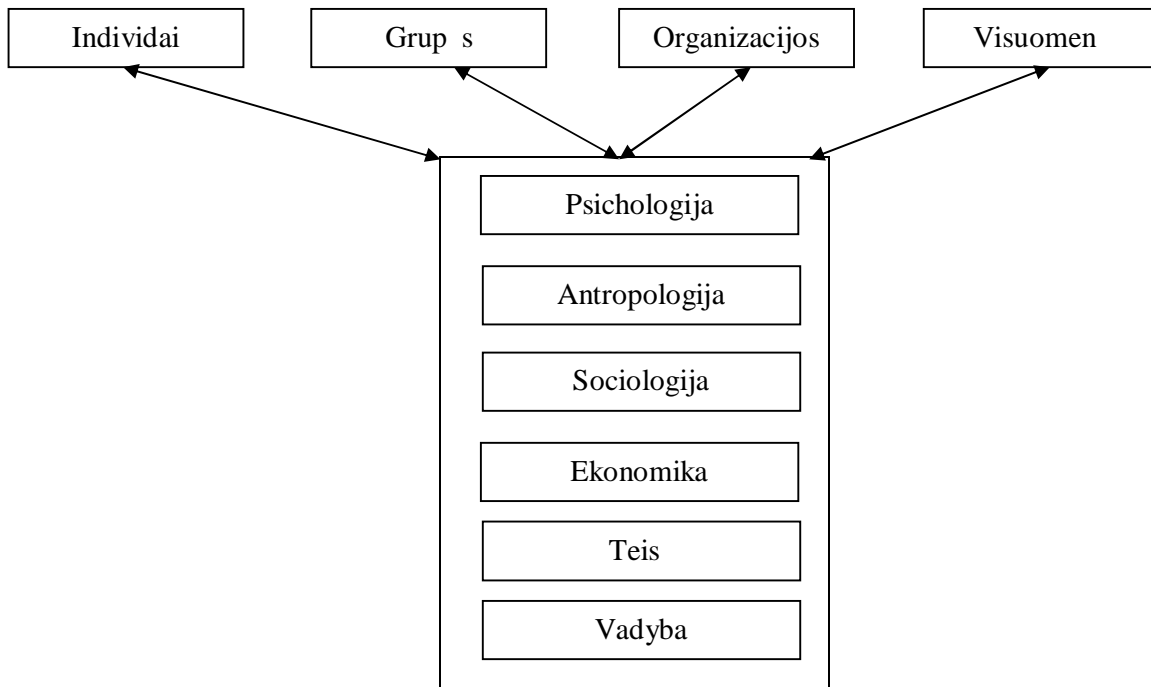 Individai
Grup s
Organizacijos
Visuomen
Psichologija
Antropologija
Sociologija
Ekonomika
Teis
Vadyba